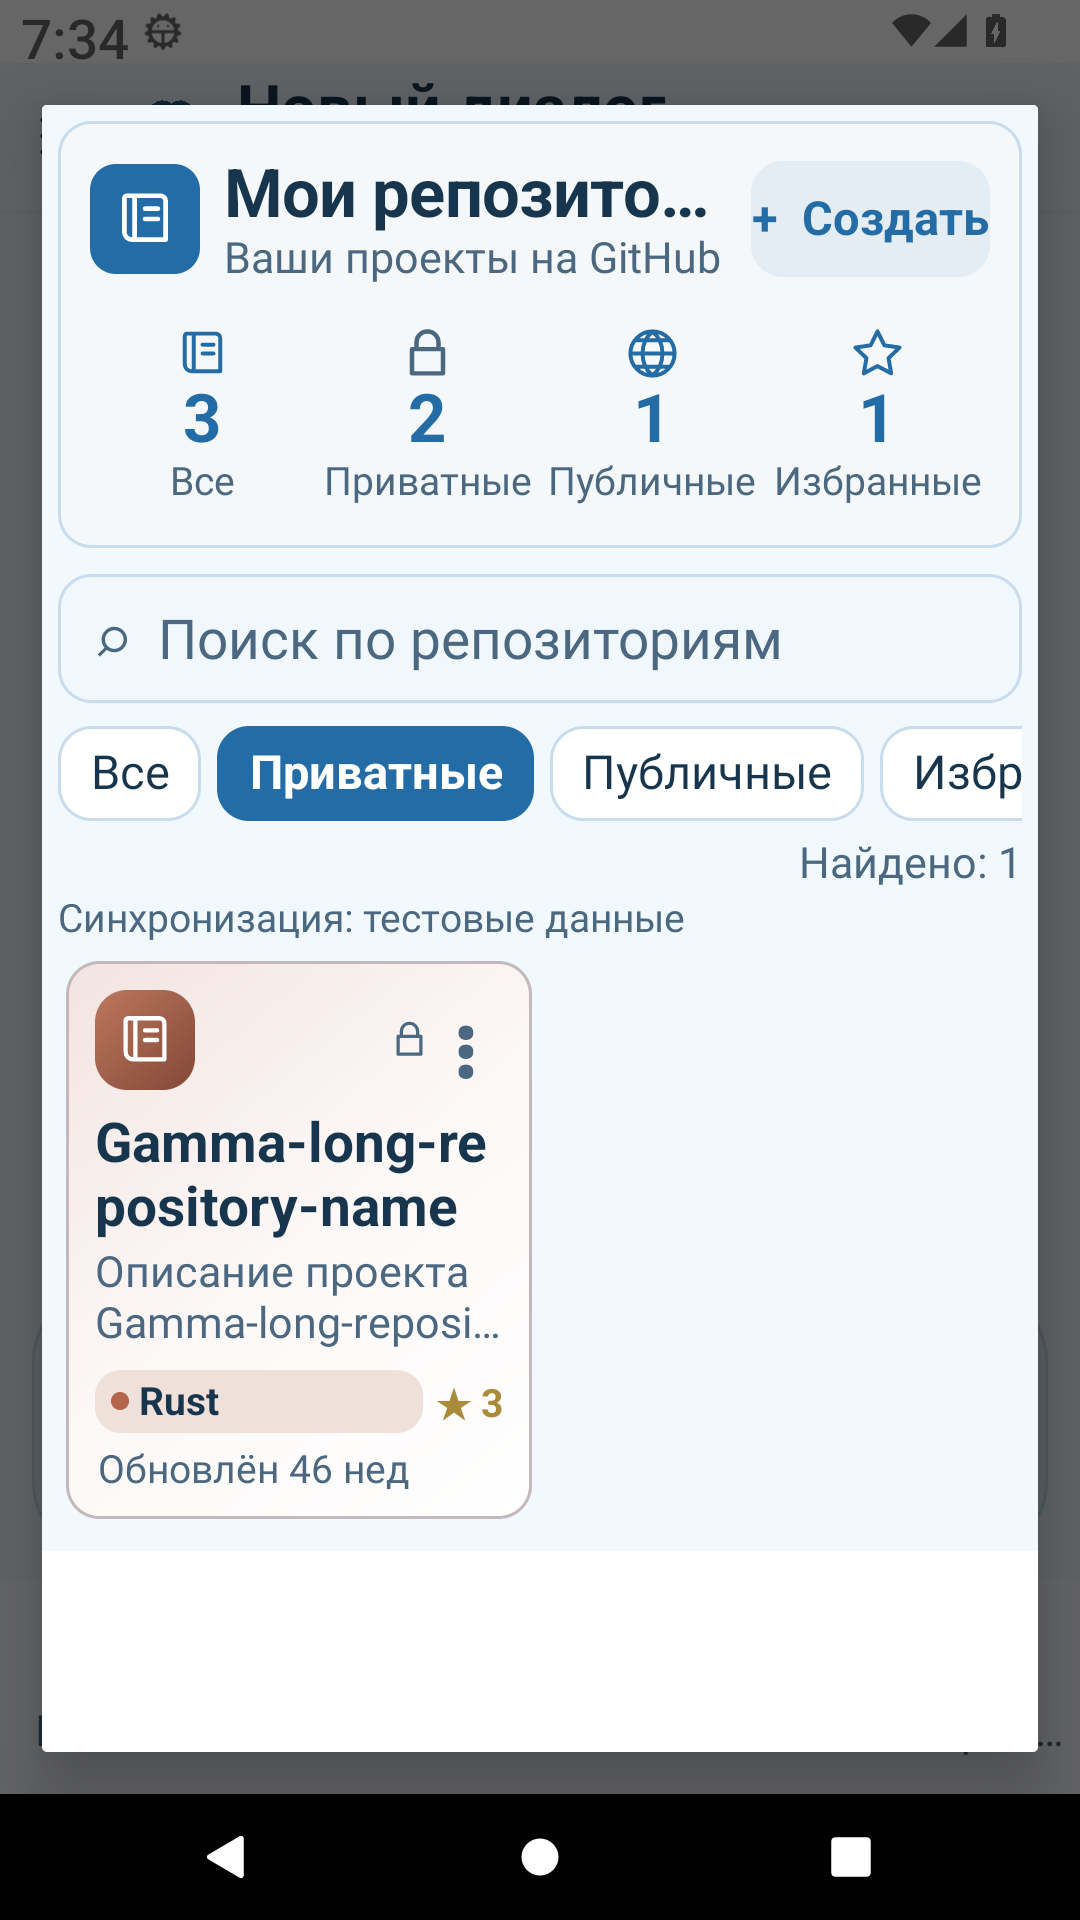 7:34
Новый диалог
Мои репозито...
Ваши проекты на GitHub
+ Создать
3
2
1
1
Все
Приватные
Публичные
Избранные
Поиск по репозиториям
Все
Приватные
Публичные
Избр
Найдено: 1
Синхронизация: тестовые данные
Gamma-long-re
pository-name
Описание проекта
Gamma-long-reposi...
Rust
★ 3
Обновлён 46 нед